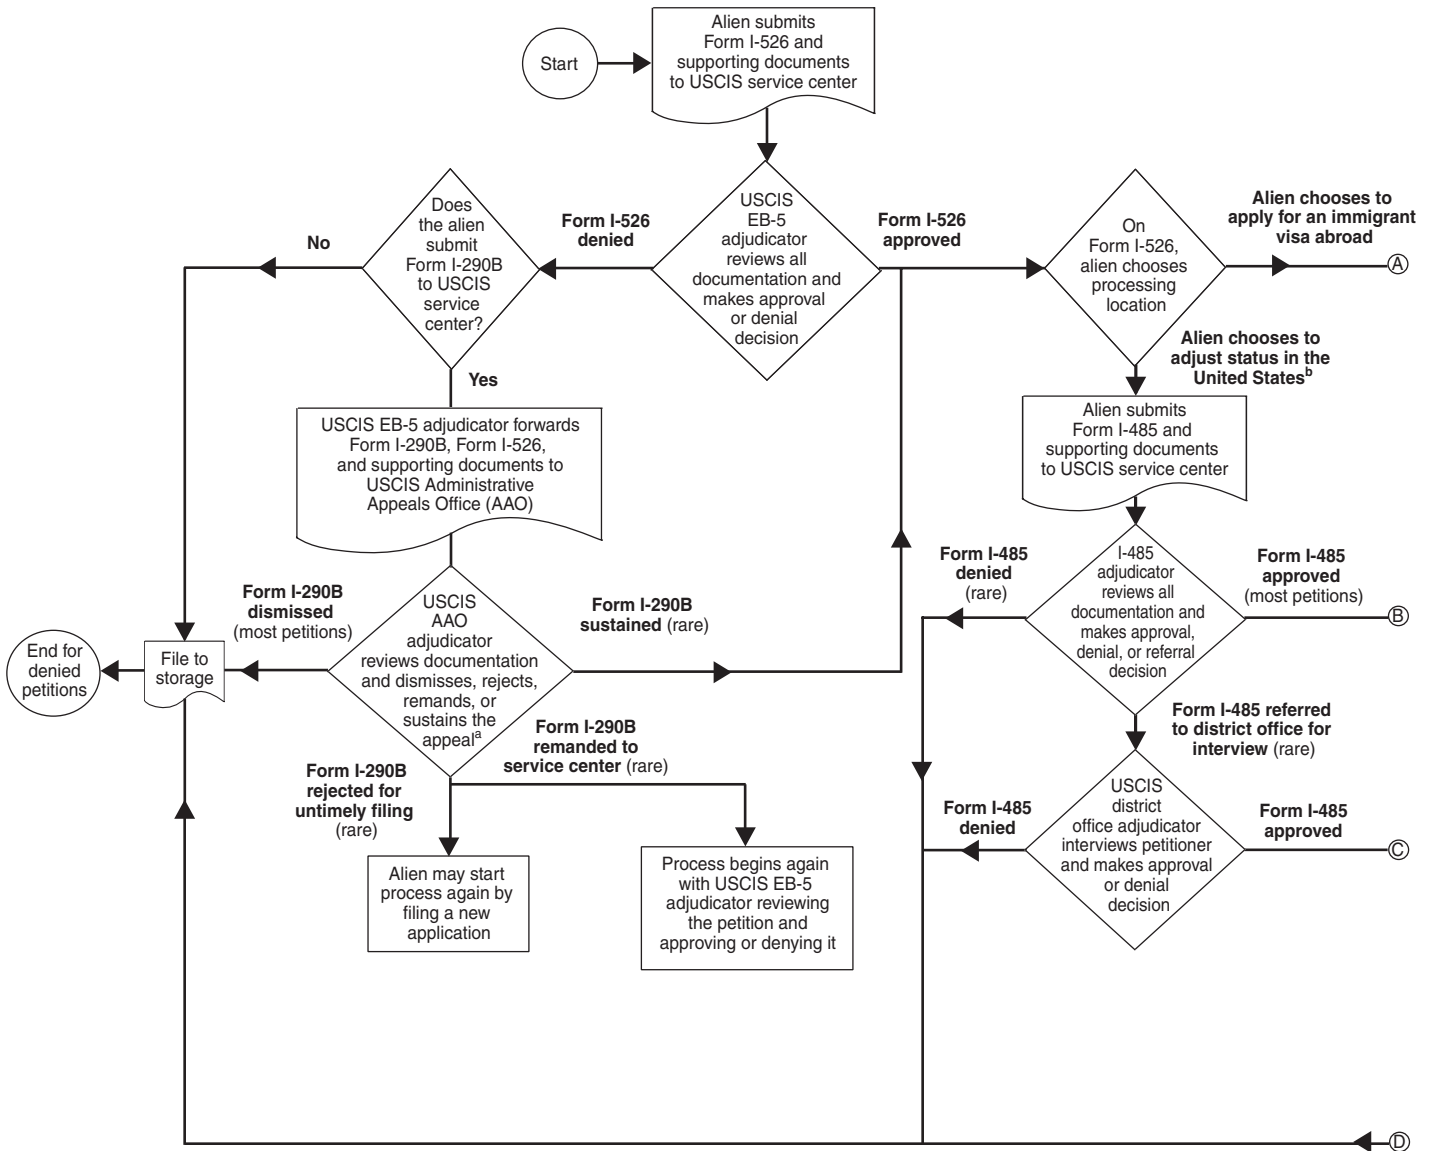 Start
Alien submits
Form I-526 and
supporting documents
to USCIS service center
USCIS
EB-5
adjudicator
reviews all
documentation and
makes approval
or denial
decision
Form I-526
denied
Form I-526
approved
Does
the alien
submit
Form I-290B
to USCIS
service
center?
No
Yes
On
Form I-526,
alien chooses
processing
location
Alien chooses to
apply for an immigrant
visa abroad
A
Alien chooses to
adjust status in the
United Statesb
USCIS EB-5 adjudicator forwards
Form I-290B, Form I-526,
and supporting documents to
USCIS Administrative
Appeals Office (AAO)
Alien submits
Form I-485 and
supporting documents
to USCIS service center
Form I-290B
dismissed
(most petitions)
USCIS
AAO
adjudicator
reviews documentation
and dismisses, rejects,
remands, or
sustains the
appeala
Form I-290B
sustained (rare)
Form I-485
denied
(rare)
I-485
adjudicator
reviews all
documentation and
makes approval,
denial, or referral
decision
Form I-485
approved
(most petitions)
B
End for
denied
petitions
File to
storage
Form I-290B
rejected for
untimely filing
(rare)
Form I-290B
remanded to
service center (rare)
Form I-485 referred
to district office for
interview (rare)
Alien may start
process again by
filing a new
application
Process begins again
with USCIS EB-5
adjudicator reviewing
the petition and
approving or denying it
Form I-485
denied
USCIS
district
office adjudicator
interviews petitioner
and makes approval
or denial
decision
Form I-485
approved
C
D